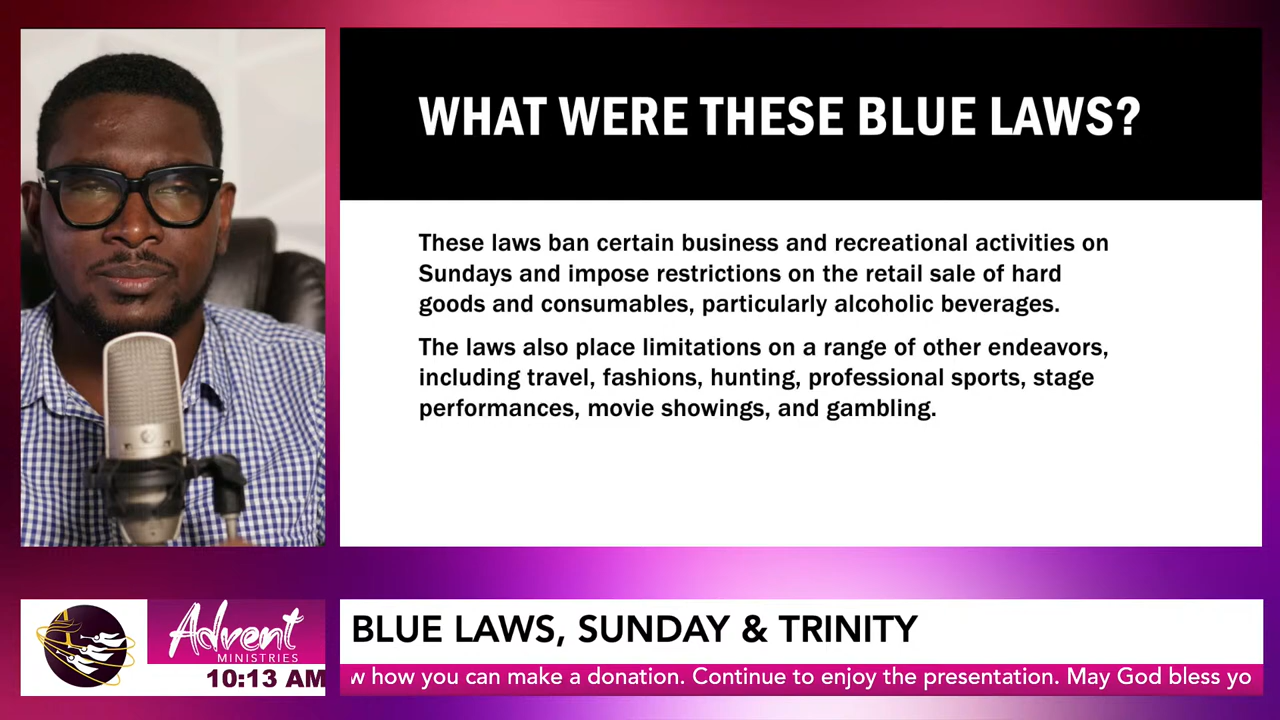 WHAT WERE THESE BLUE LAWS?
These laws ban certain business and recreational activities on
Sundays and impose restrictions on the retail sale of hard
goods and consumables, particularly alcoholic beverages.
The laws also place limitations on a range of other endeavors,
including travel, fashions, hunting, professional sports, stage
performances, movie showings, and gambling.
Advent
MINISTRIES
10:13 AM
BLUE LAWS, SUNDAY & TRINITY
w how you can make a donation. Continue to enjoy the presentation. May God bless yo